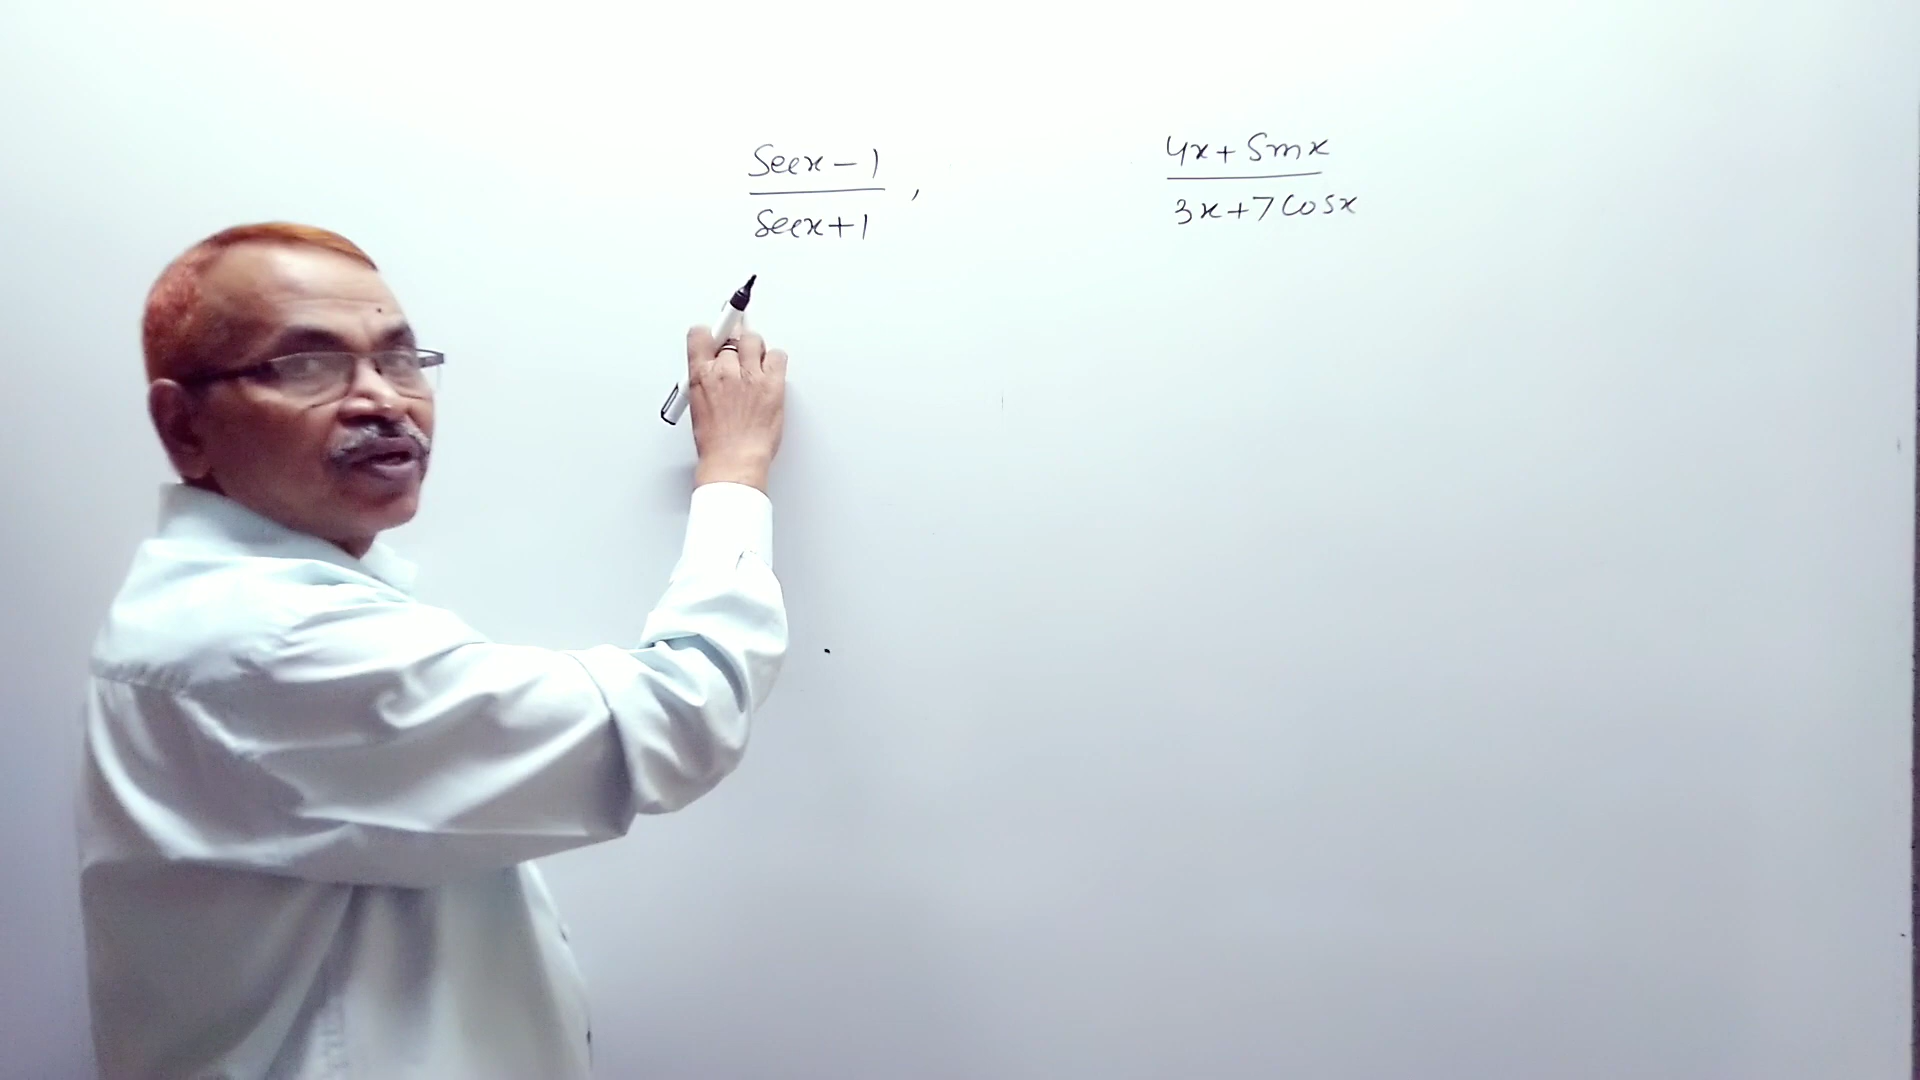 Secx - 1
Secx + 1 ,
4x + Sinx
3x + 7 Cosx